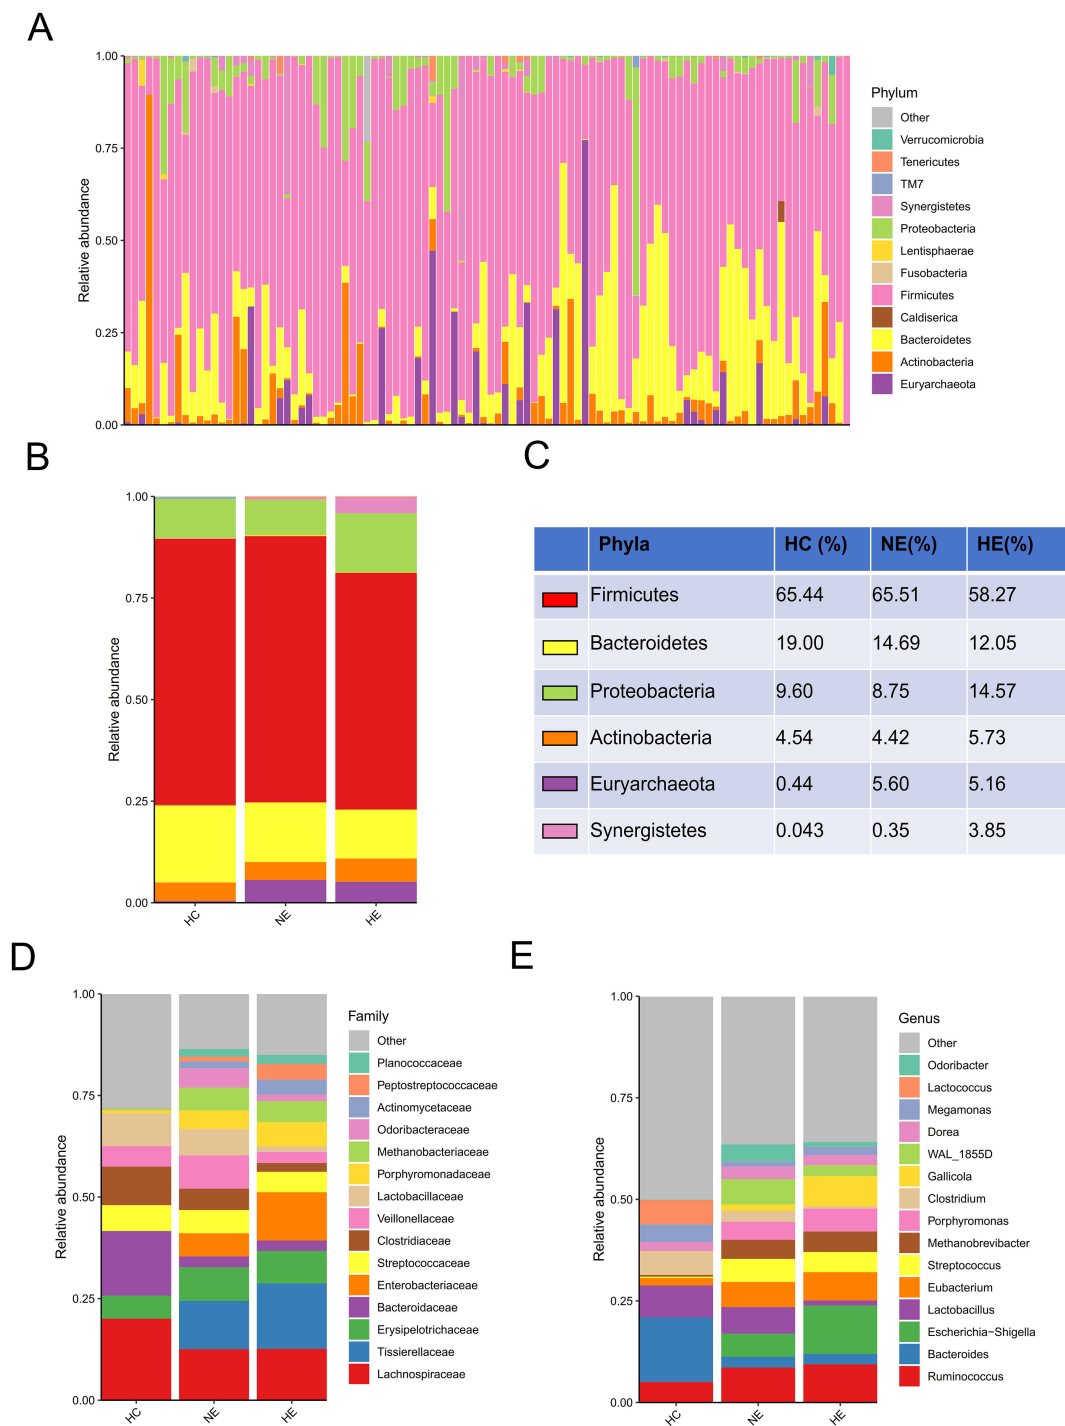 A
1.00
0.75
0.50
0.25
0.00
Relative abundance
Phylum
Other
Verrucomicrobia
Tenericutes
TM7
Synergistetes
Proteobacteria
Lentisphaerae
Fusobacteria
Firmicutes
Caldiserica
Bacteroidetes
Actinobacteria
Euryarchaeota
B
1.00
0.75
0.50
0.25
0.00
Relative abundance
HC
NE
HE
C
Phyla HC (%) NE(%) HE(%)
Firmicutes 65.44 65.51 58.27
Bacteroidetes 19.00 14.69 12.05
Proteobacteria 9.60 8.75 14.57
Actinobacteria 4.54 4.42 5.73
Euryarchaeota 0.44 5.60 5.16
Synergistetes 0.043 0.35 3.85
D
1.00
0.75
0.50
0.25
0.00
Relative abundance
HC
NE
HE
Family
Other
Planococcaceae
Peptostreptococcaceae
Actinomycetaceae
Odoribacteraceae
Methanobacteriaceae
Porphyromonadaceae
Lactobacillaceae
Veillonellaceae
Clostridiaceae
Streptococcaceae
Enterobacteriaceae
Bacteroidaceae
Erysipelotrichaceae
Tissierellaceae
Lachnospiraceae
E
1.00
0.75
0.50
0.25
0.00
Relative abundance
HC
NE
HE
Genus
Other
Odoribacter
Lactococcus
Megamonas
Dorea
WAL_1855D
Gallicola
Clostridium
Porphyromonas
Methanobrevibacter
Streptococcus
Eubacterium
Lactobacillus
Escherichia−Shigella
Bacteroides
Ruminococcus